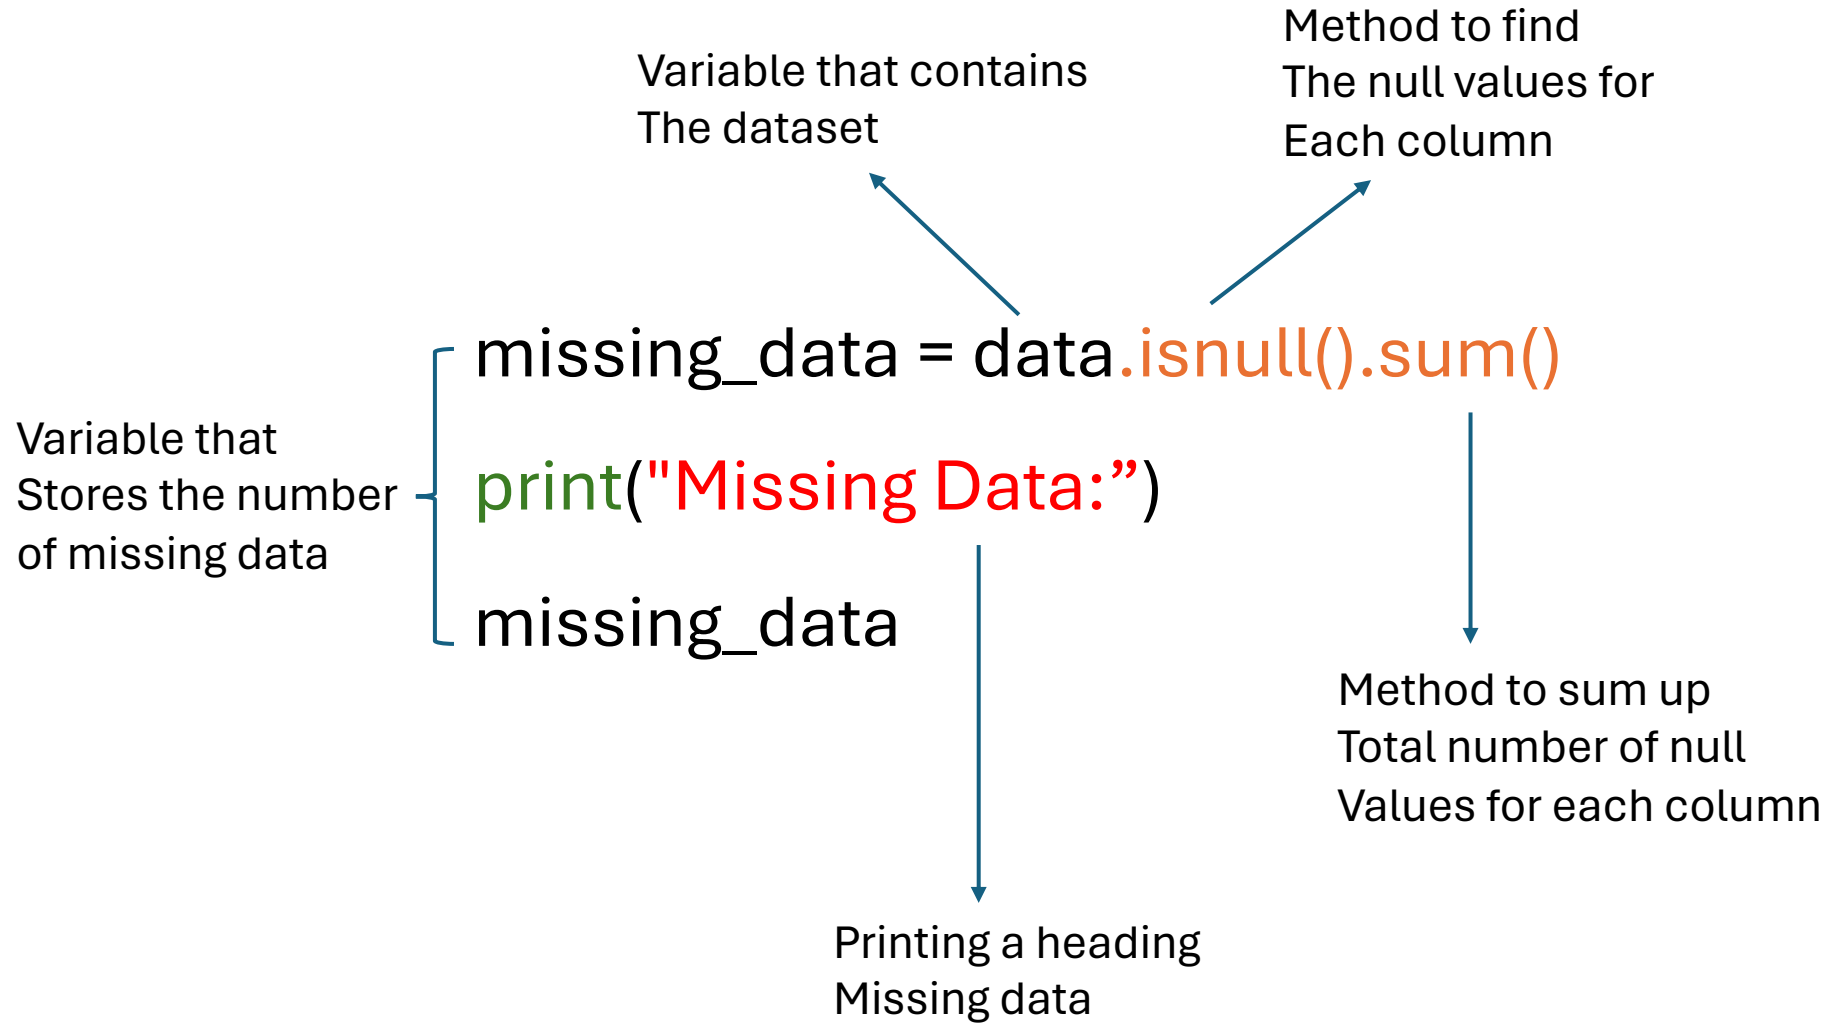 Variable that contains
The dataset
Method to find
The null values for
Each column
missing_data = data.isnull().sum()
Variable that
Stores the number
of missing data
print("Missing Data:”)
missing_data
Method to sum up
Total number of null
Values for each column
Printing a heading
Missing data